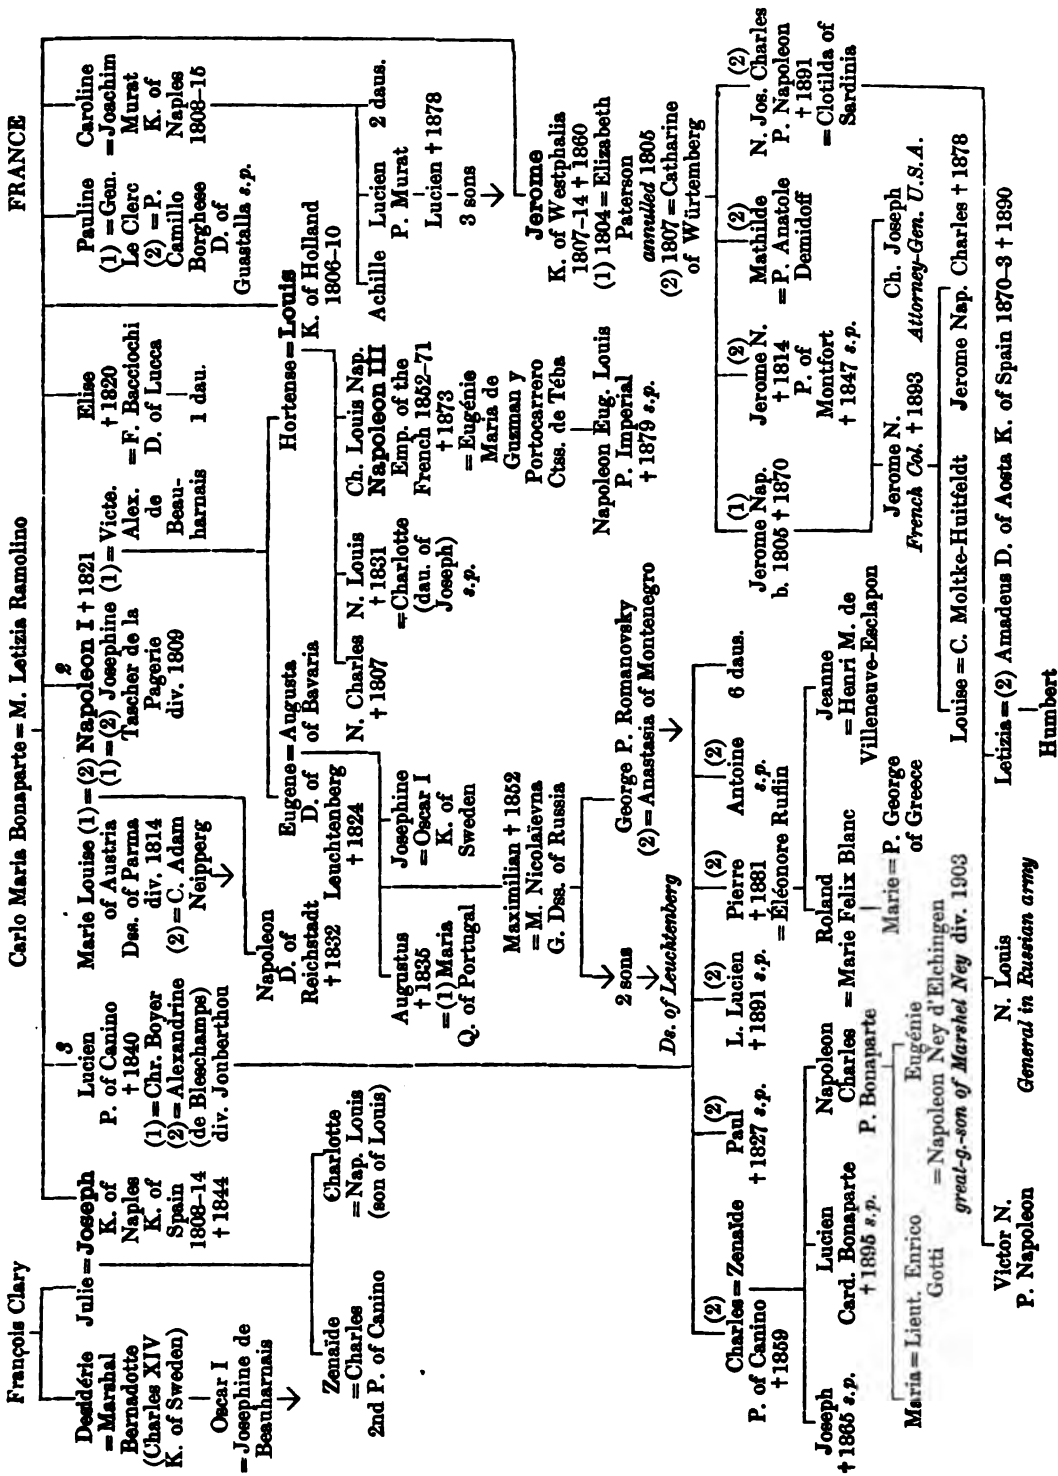 FRANCE
François Clary
Carlo Maria Bonaparte = M. Letizia Ramolino
Desidérie
= Marshal
Bernadotte
(Charles XIV
K. of Sweden)
Oscar I
= Josephine de
Beauharnais
Julie = Joseph
K. of
Naples
K. of
Spain
1808-14
† 1844
Zenaïde
= Charles
2nd P. of Canino
Charlotte
= Nap. Louis
(son of Louis)
3
Lucien
P. of Canino
† 1840
(1) = Chr. Boyer
(2) = Alexandrine
(de Bleschamps)
div. Jouberthon
2
Marie Louise (1) = (2) Napoleon I † 1821
of Austria
Dss. of Parma
div. 1814
(2) = C. Adam
Neipperg
(1) = (2) Josephine (1) = Victe.
Tascher de la
Pagerie
div. 1809
Alex.
de
Beau-
harnais
Napoleon
D. of
Reichstadt
† 1832
Elise
† 1820
= F. Bacciochi
D. of Lucca
1 dau.
Pauline
(1) = Gen.
Le Clerc
(2) = P.
Camillo
Borghese
D. of
Guastalla s.p.
Caroline
= Joachim
Murat
K. of
Naples
1808-15
Eugene = Augusta
D. of
Leuchtenberg
† 1824
of Bavaria
Hortense = Louis
K. of Holland
1806-10
Achille
Lucien
P. Murat
2 daus.
Lucien † 1878
3 sons
Augustus
† 1835
= (1) Maria
Q. of Portugal
Josephine
= Oscar I
K. of
Sweden
N. Charles
† 1807
N. Louis
† 1831
= Charlotte
(dau. of
Joseph)
s.p.
Ch. Louis Nap.
Napoleon III
Emp. of the
French 1852-71
† 1873
= Eugénie
Maria de
Guzman y
Portocarrero
Ctss. de Téba
Napoleon Eug. Louis
P. Imperial
† 1879 s.p.
Jerome
K. of Westphalia
1807-14 † 1860
(1) 1804 = Elizabeth
Paterson
annulled 1805
(2) 1807 = Catharine
of Würtemberg
Maximilian † 1852
= M. Nicolaïevna
G. Dss. of Russia
2 sons
Ds. of Leuchtenberg
George P. Romanovsky
(2) = Anastasia of Montenegro
(2)
Charles = Zenaïde
P. of Canino
† 1859
(2)
Paul
† 1827 s.p.
(2)
L. Lucien
† 1891 s.p.
(2)
Pierre
† 1881
= Éléonore Ruflin
(2)
Antoine
s.p.
6 daus.
(1)
Jerome Nap.
b. 1805 † 1870
(2)
Jerome N.
† 1814
P. of
Montfort
† 1847 s.p.
(2)
Mathilde
= P. Anatole
Demidoff
(2)
N. Jos. Charles
P. Napoleon
† 1891
= Clotilda of
Sardinia
Joseph
† 1865 s.p.
Lucien
Card. Bonaparte
† 1895 s.p.
Napoleon
Charles
P. Bonaparte
Roland
= Marie Felix Blanc
Jeanne
= Henri M. de
Villeneuve-Esclapon
Marie = P. George
of Greece
Jerome N.
French Col. † 1893
Ch. Joseph
Attorney-Gen. U.S.A.
Maria = Lieut. Enrico
Gotti
Eugénie
= Napoleon Ney d'Elchingen
great-g.-son of Marshel Ney div. 1903
Louise = C. Moltke-Huitfeldt
Jerome Nap. Charles † 1878
Victor N.
P. Napoleon
N. Louis
General in Russian army
Letizia = (2) Amadeus D. of Aosta K. of Spain 1870-3 † 1890
Humbert